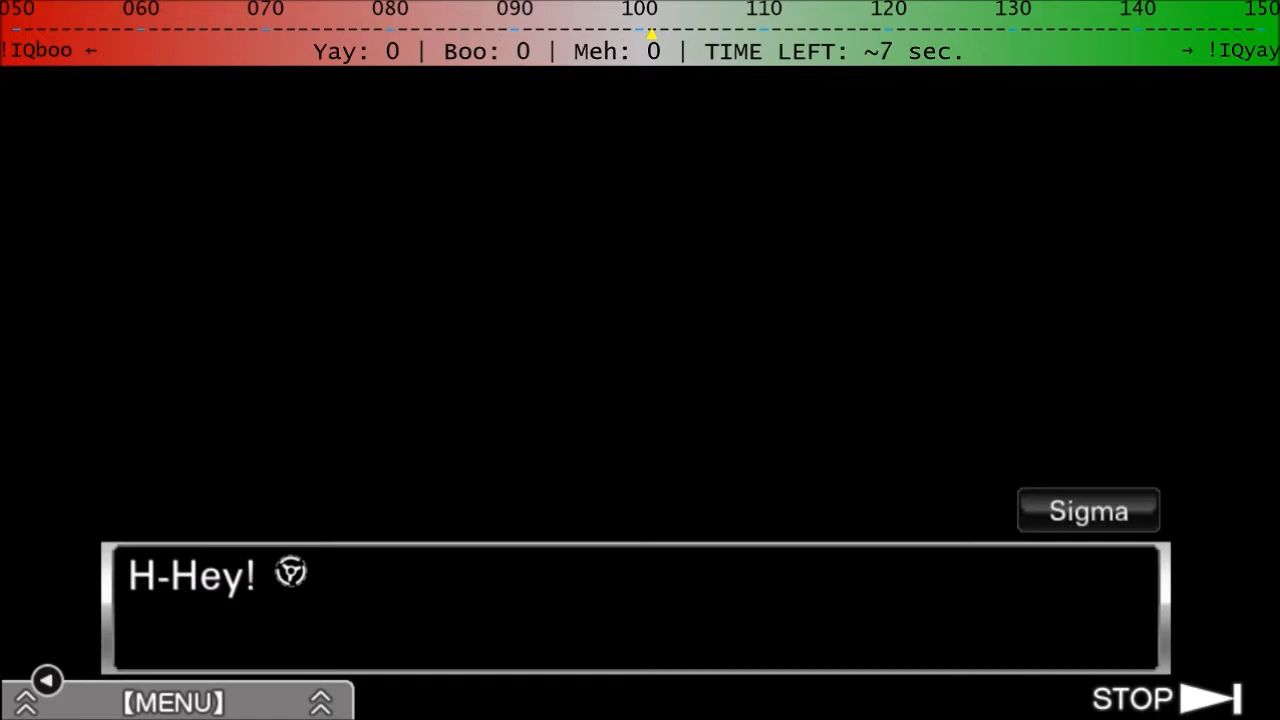 050 060 070 080 090 100 110 120 130 140 150
!IQboo ← Yay: 0 | Boo: 0 | Meh: 0 | TIME LEFT: ~7 sec. → !IQyay
Sigma
H-Hey!
【MENU】
STOP